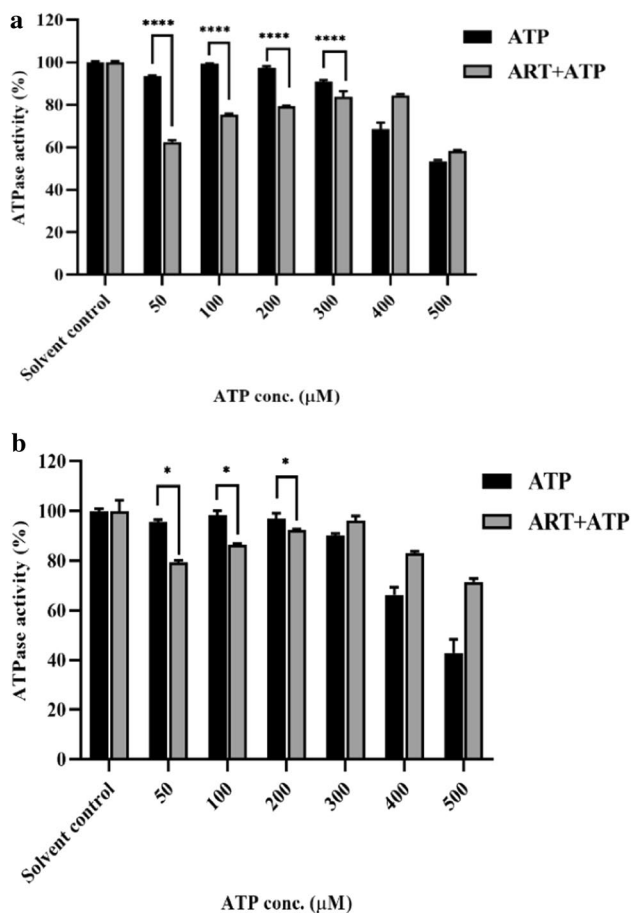 a
120
100
80
60
40
20
0
ATPase activity (%)
**** **** **** ****
ATP
ART+ATP
Solvent control 50 100 200 300 400 500
ATP conc. (μM)
b
120
100
80
60
40
20
0
ATPase activity (%)
* * *
ATP
ART+ATP
Solvent control 50 100 200 300 400 500
ATP conc. (μM)